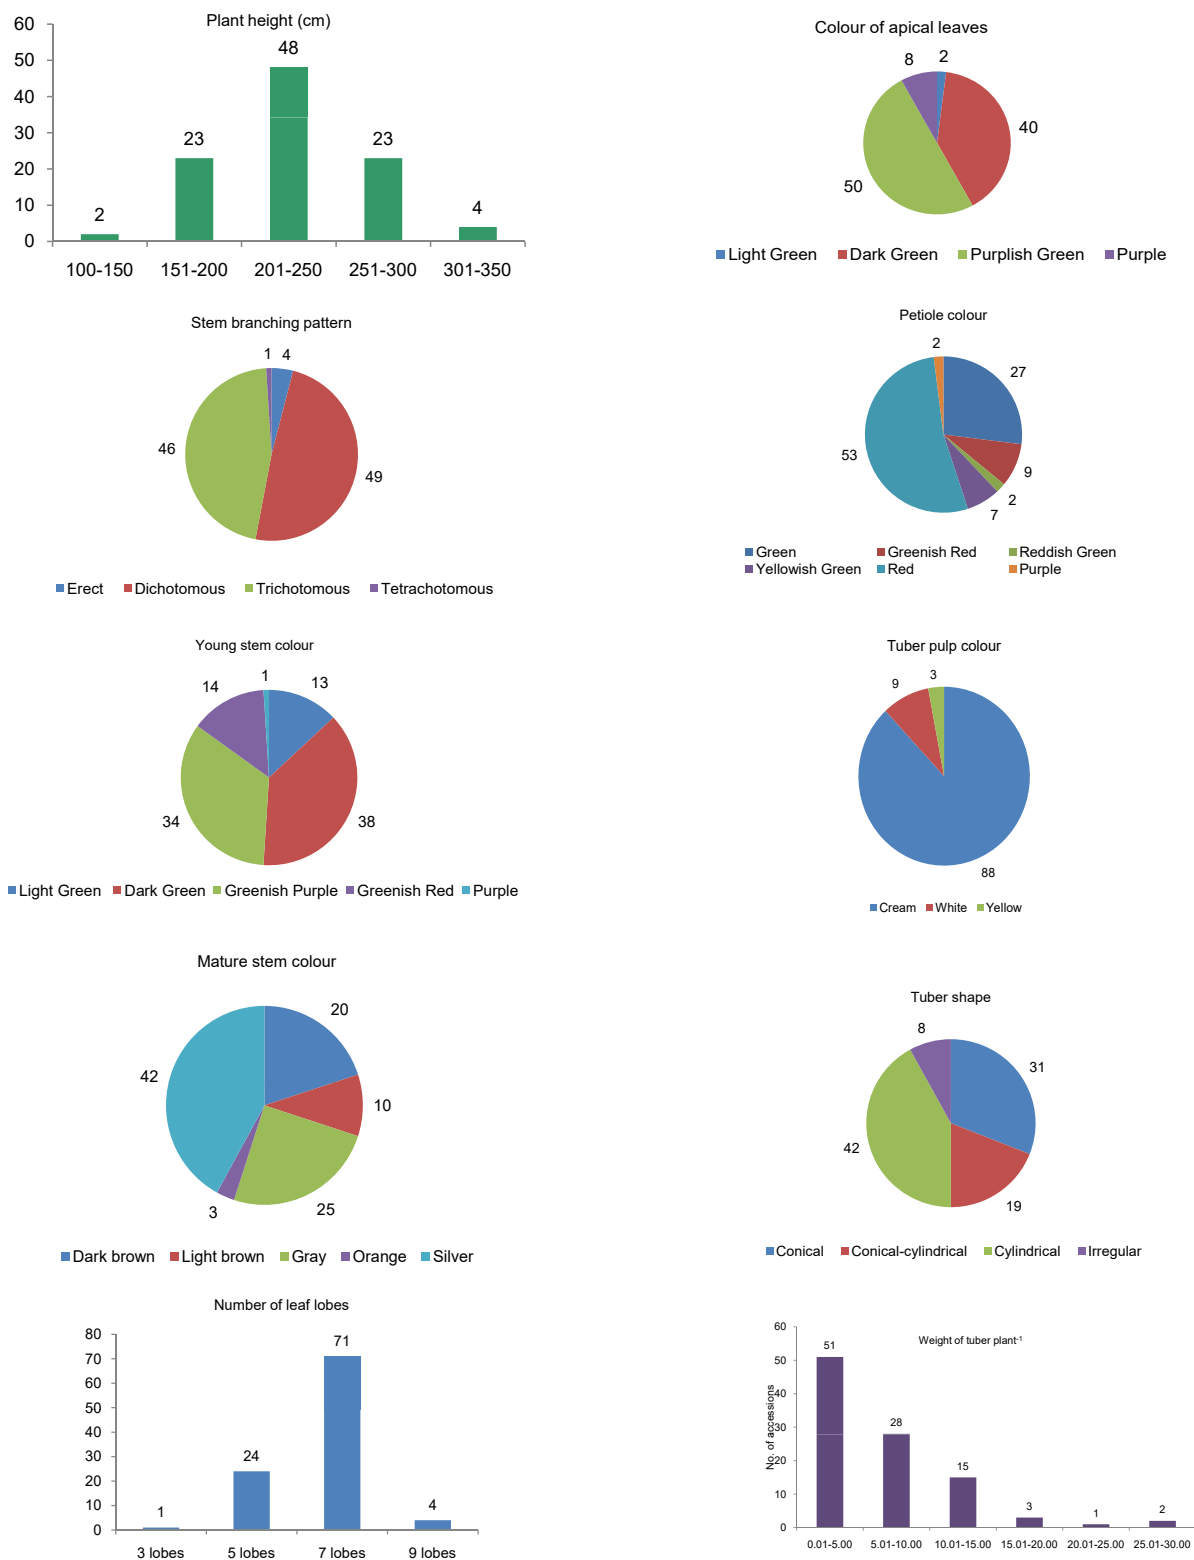 Plant height (cm)
60
50
40
30
20
10
0
2
23
48
23
4
100-150 151-200 201-250 251-300 301-350
Colour of apical leaves
8 2
40
50
Light Green Dark Green Purplish Green Purple
Stem branching pattern
1 4
46
49
Erect Dichotomous Trichotomous Tetrachotomous
Petiole colour
2
27
53
9
2
7
Green Greenish Red Reddish Green
Yellowish Green Red Purple
Young stem colour
14 1 13
34 38
Light Green Dark Green Greenish Purple Greenish Red Purple
Tuber pulp colour
9 3
88
Cream White Yellow
Mature stem colour
20
42
10
3 25
Dark brown Light brown Gray Orange Silver
Tuber shape
8
31
42
19
Conical Conical-cylindrical Cylindrical Irregular
Number of leaf lobes
80
70
60
50
40
30
20
10
0
1
24
71
4
3 lobes 5 lobes 7 lobes 9 lobes
Weight of tuber plant-1
No. of accessions
60
50
40
30
20
10
0
51
28
15
3
1
2
0.01-5.00 5.01-10.00 10.01-15.00 15.01-20.00 20.01-25.00 25.01-30.00